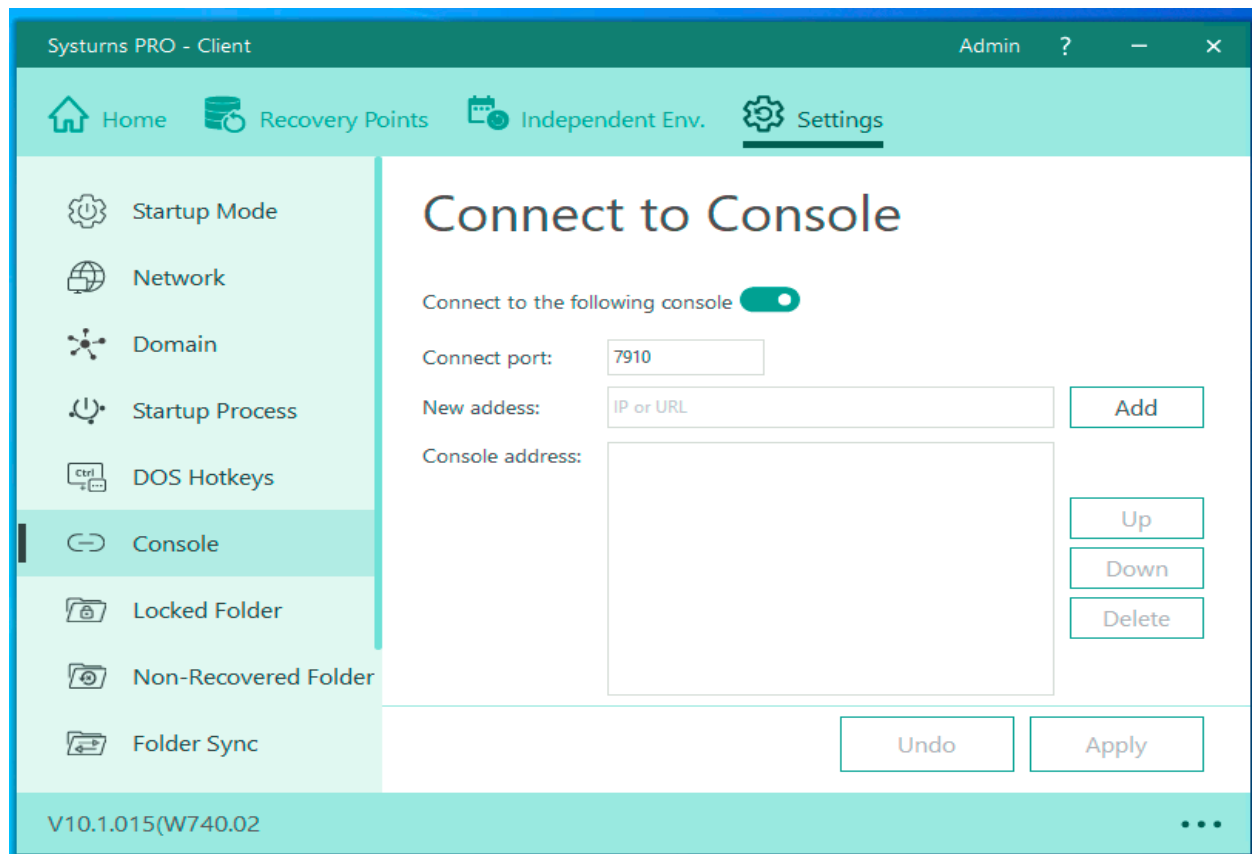 Systurns PRO - Client Admin ?
Home Recovery Points Independent Env. Settings
Startup Mode
Network
Domain
Startup Process
Ctrl DOS Hotkeys
Console
Locked Folder
Non-Recovered Folder
Folder Sync
Connect to Console
Connect to the following console
Connect port: 7910
New addess: IP or URL Add
Console address:
Up
Down
Delete
Undo Apply
V10.1.015(W740.02